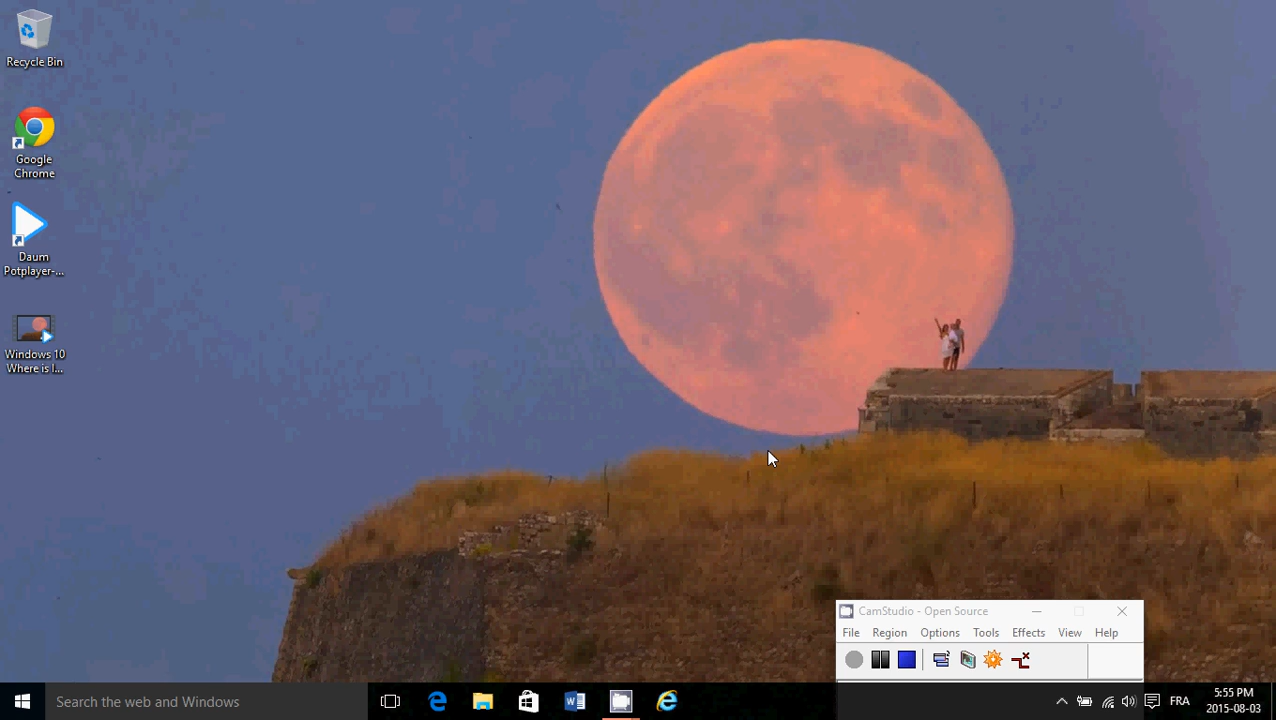 Recycle Bin
Google
Chrome
Daum
Potplayer-...
Windows 10
Where is I...
CamStudio - Open Source
File Region Options Tools Effects View Help
Search the web and Windows
FRA
5:55 PM
2015-08-03